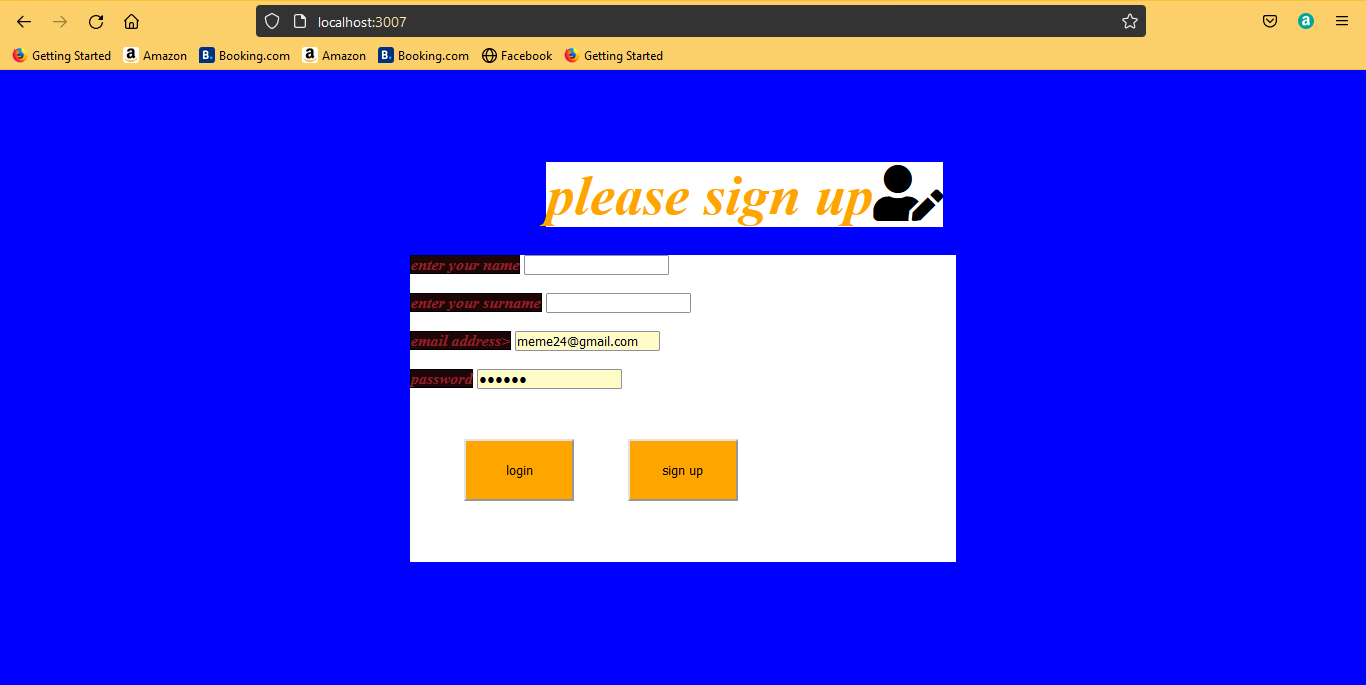 localhost:3007
Getting Started Amazon Booking.com Amazon Booking.com Facebook Getting Started
please sign up
enter your name
enter your surname
email address> meme24@gmail.com
password ••••••
login sign up